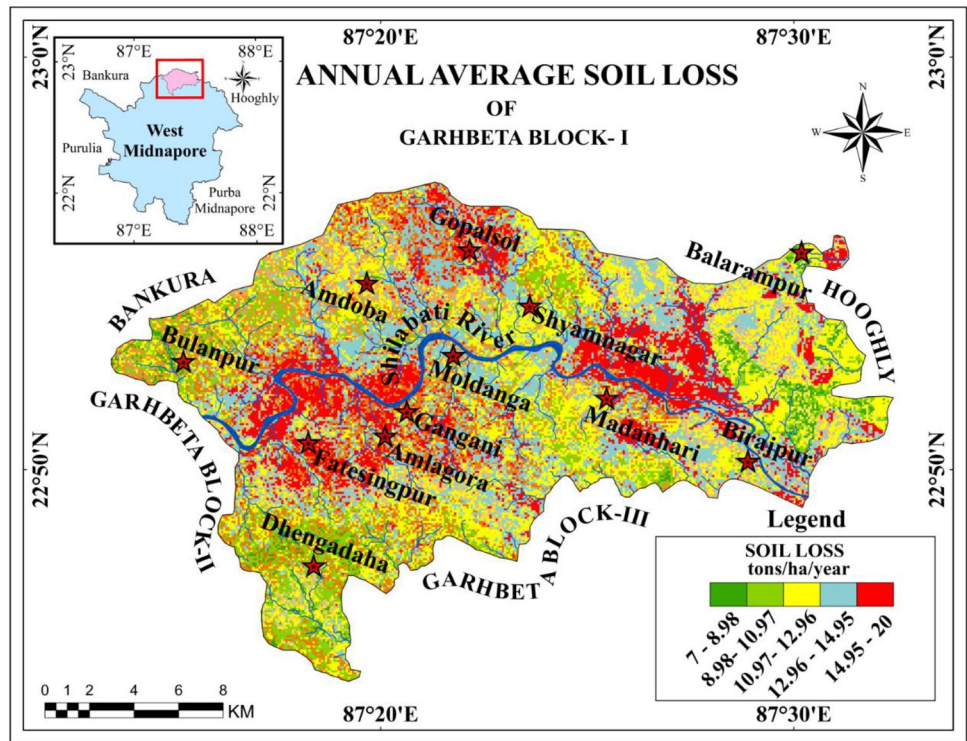 87°20'E
87°30'E
23°0'N
23°0'N
22°50'N
22°50'N
87°E
88°E
23°N
23°N
Bankura
N
Hooghly
West
Midnapore
Purulia
Purba
Midnapore
22°N
22°N
87°E
88°E
ANNUAL AVERAGE SOIL LOSS
OF
GARHBETA BLOCK- I
N
W
E
S
Gopalsol
Balarampur
HOOGHLY
BANKURA
Amdoba
Shilabati River
Shyamnagar
Bulanpur
Moldanga
GARHBETA BLOCK-II
Gangani
Madanhari
Birajpur
Fatesingpur
Amlagora
Dhengadaha
GARHBET A BLOCK-III
Legend
SOIL LOSS
tons/ha/year
7 - 8.98
8.98- 10.97
10.97 - 12.96
12.96 - 14.95
14.95 - 20
0 1 2 4 6 8
KM
87°20'E
87°30'E